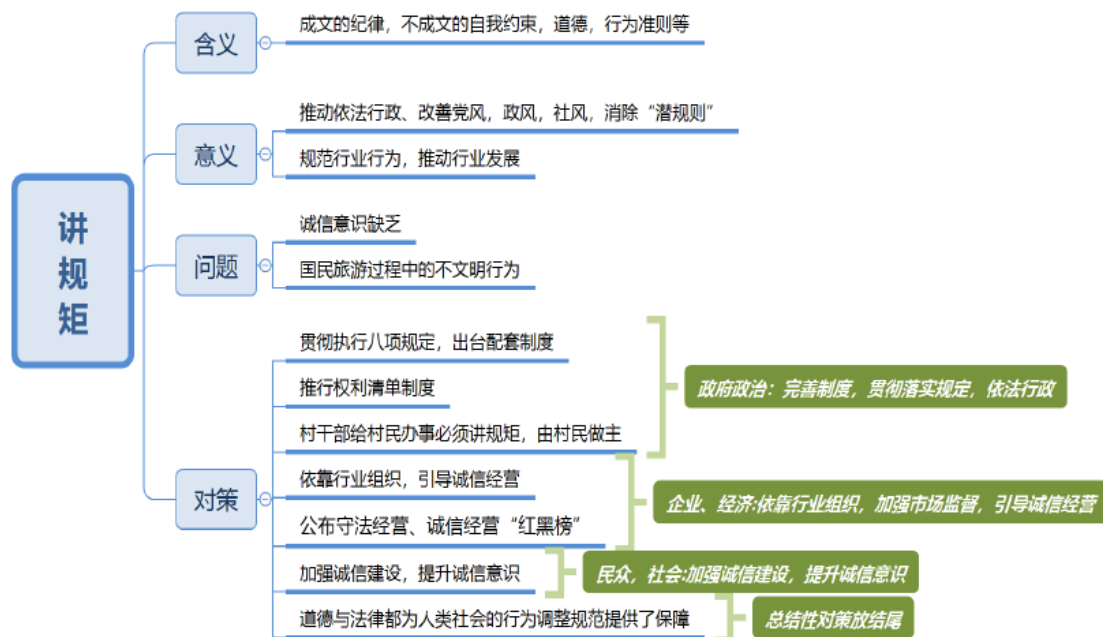 讲规矩
含义
成文的纪律，不成文的自我约束，道德，行为准则等
意义
推动依法行政、改善党风，政风，社风，消除“潜规则”
规范行业行为，推动行业发展
问题
诚信意识缺乏
国民旅游过程中的不文明行为
对策
贯彻执行八项规定，出台配套制度
推行权利清单制度
村干部给村民办事必须讲规矩，由村民做主
政府政治：完善制度，贯彻落实规定，依法行政
依靠行业组织，引导诚信经营
公布守法经营、诚信经营“红黑榜”
企业、经济:依靠行业组织，加强市场监督，引导诚信经营
加强诚信建设，提升诚信意识
民众，社会:加强诚信建设，提升诚信意识
道德与法律都为人类社会的行为调整规范提供了保障
总结性对策放结尾